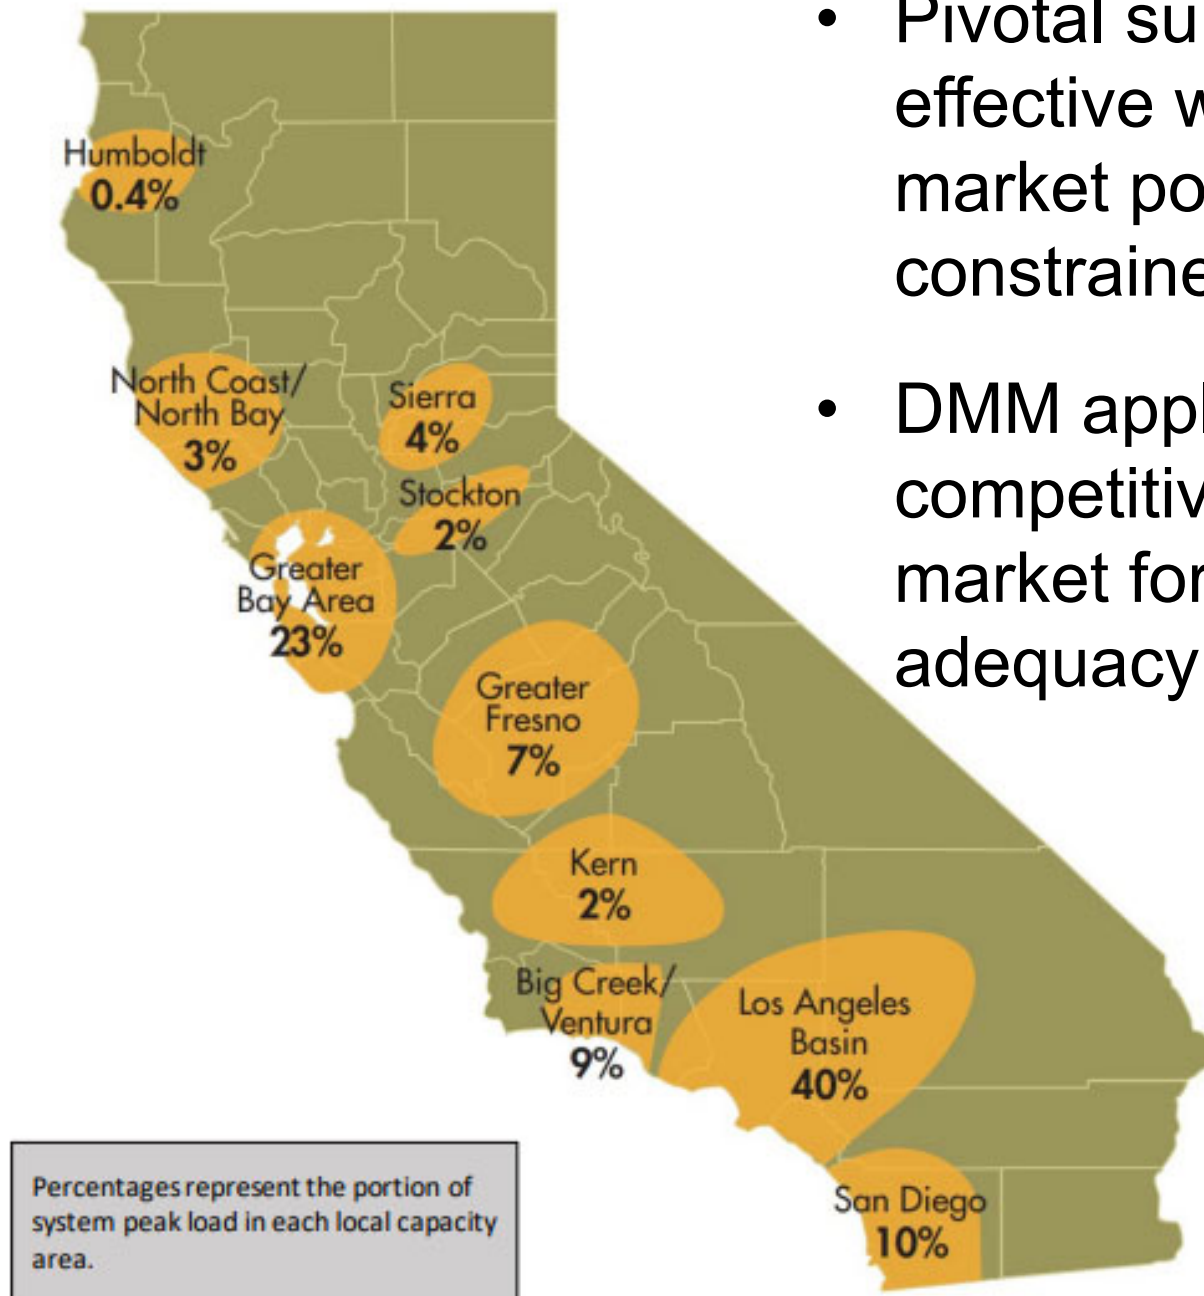 • Pivotal su
effective w
market po
constraine
• DMM appl
competitiv
market for
adequacy
Humboldt
0.4%
North Coast/
North Bay
3%
Sierra
4%
Stockton
2%
Greater
Bay Area
23%
Greater
Fresno
7%
Kern
2%
Big Creek/
Ventura
9%
Los Angeles
Basin
40%
San Diego
10%
Percentages represent the portion of
system peak load in each local capacity
area.